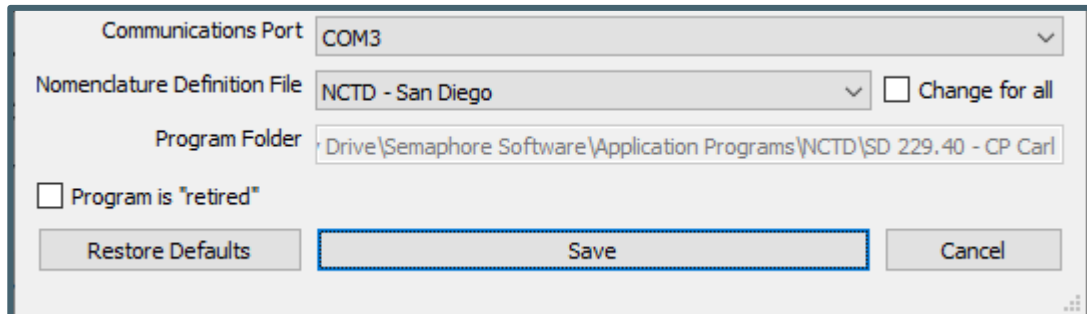 Communications Port COM3
Nomenclature Definition File NCTD - San Diego Change for all
Program Folder Drive\Semaphore Software\Application Programs\NCTD\SD 229.40 - CP Carl
Program is "retired"
Restore Defaults Save Cancel